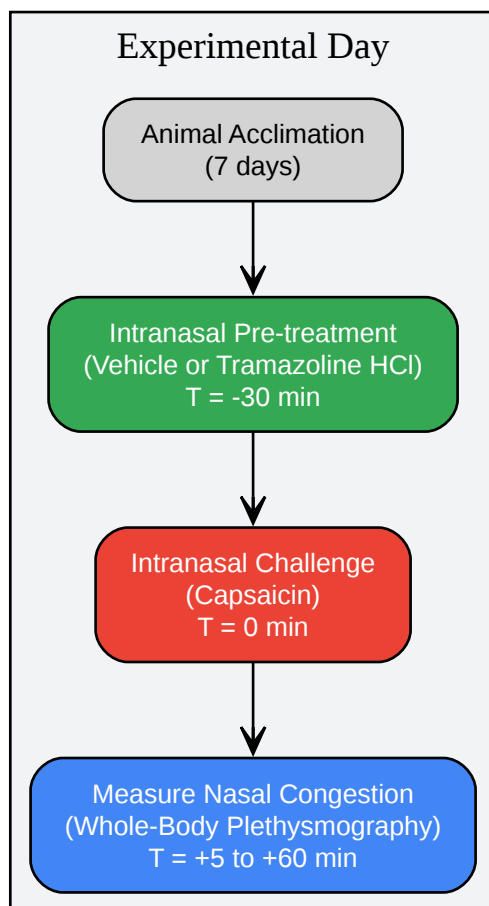 Experimental Day
Animal Acclimation
(7 days)
Intranasal Pre-treatment
(Vehicle or Tramazoline HCl)
T = -30 min
Intranasal Challenge
(Capsaicin)
T = 0 min
Measure Nasal Congestion
(Whole-Body Plethysmography)
T = +5 to +60 min